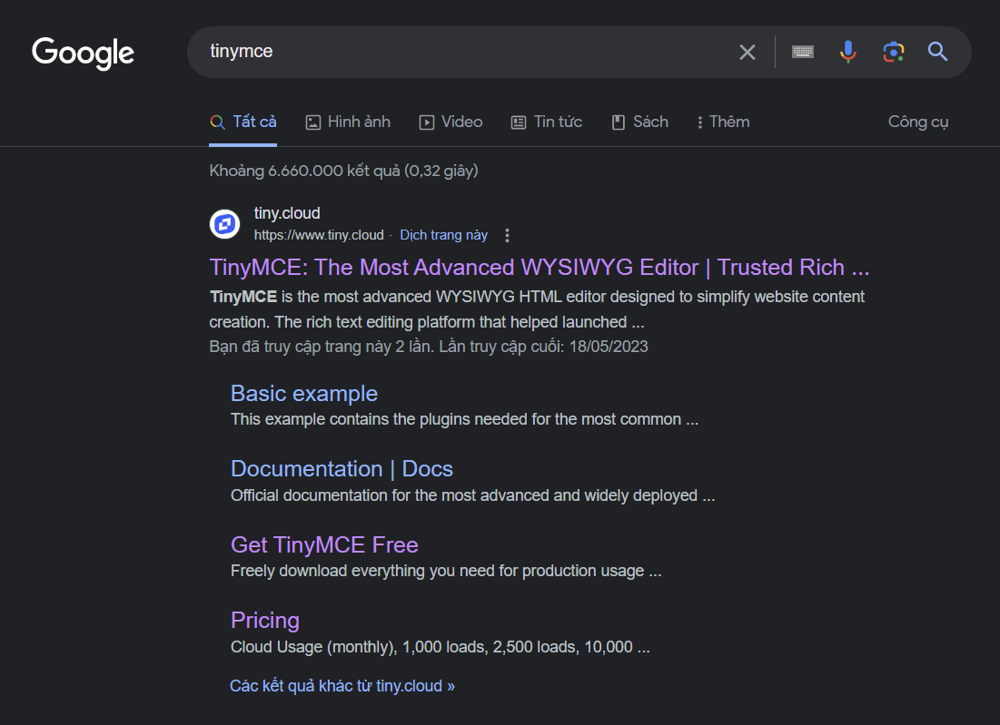 Google
tinymce
Tất cả
Hình ảnh
Video
Tin tức
Sách
Thêm
Công cụ
Khoảng 6.660.000 kết quả (0,32 giây)
tiny.cloud
https://www.tiny.cloud · Dịch trang này
TinyMCE: The Most Advanced WYSIWYG Editor | Trusted Rich ...
TinyMCE is the most advanced WYSIWYG HTML editor designed to simplify website content
creation. The rich text editing platform that helped launched ...
Bạn đã truy cập trang này 2 lần. Lần truy cập cuối: 18/05/2023
Basic example
This example contains the plugins needed for the most common ...
Documentation | Docs
Official documentation for the most advanced and widely deployed ...
Get TinyMCE Free
Freely download everything you need for production usage ...
Pricing
Cloud Usage (monthly), 1,000 loads, 2,500 loads, 10,000 ...
Các kết quả khác từ tiny.cloud »